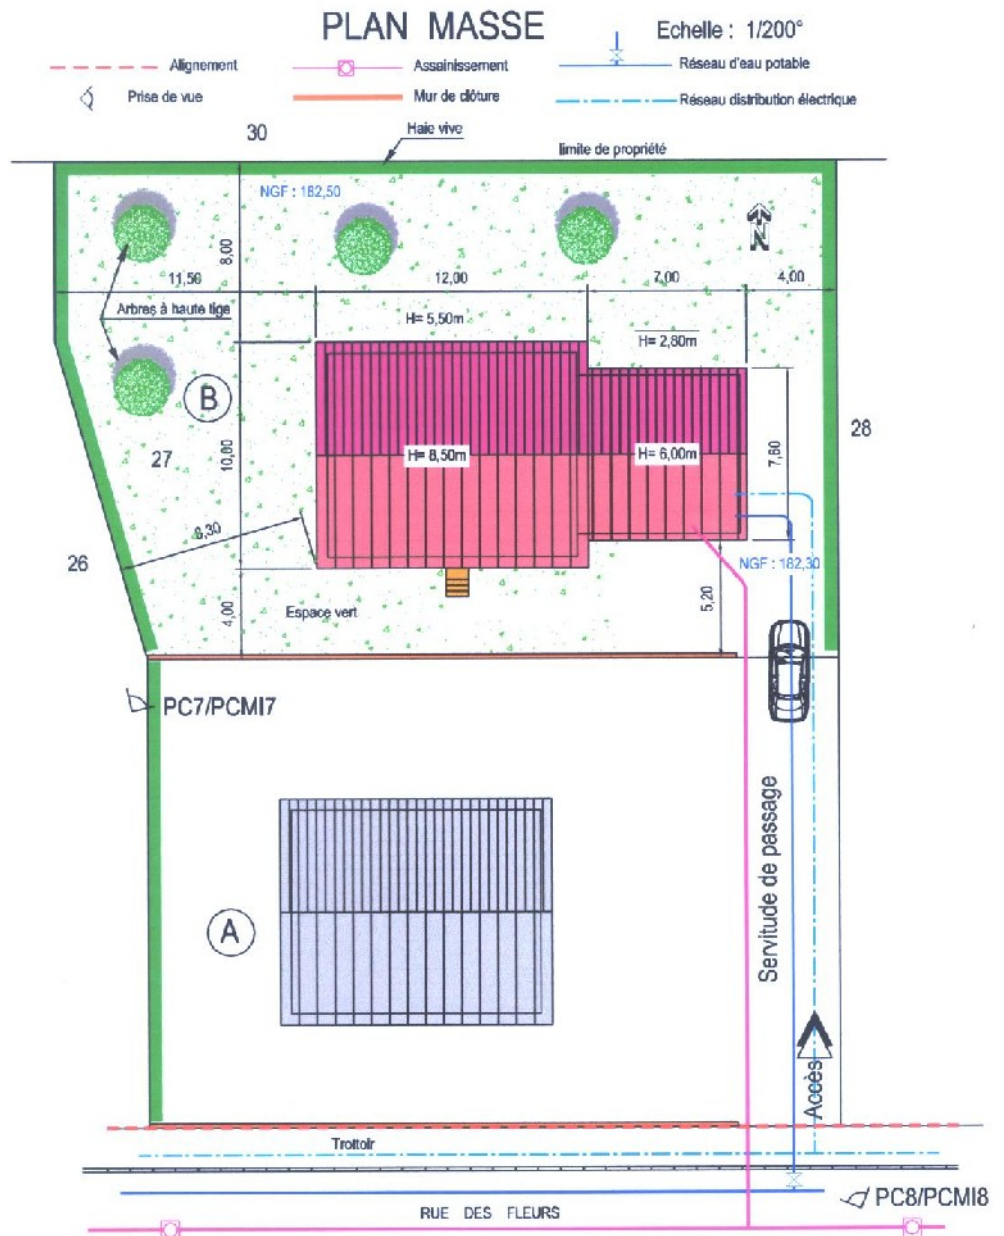 PLAN MASSE
Echelle : 1/200°
Alignement
Assainissement
Réseau d'eau potable
Prise de vue
Mur de clôture
Réseau distribution électrique
30
Haie vive
limite de propriété
NGF : 182,50
N
8,00
11,50
12,00
7,00
4,00
Arbres à haute tige
H= 5,50m
H= 2,80m
B
28
27
10,00
H= 8,50m
H= 6,00m
7,60
26
6,30
NGF : 182,30
4,00
Espace vert
5,20
PC7/PCMI7
Servitude de passage
A
Accès
Trottoir
PC8/PCMI8
RUE DES FLEURS